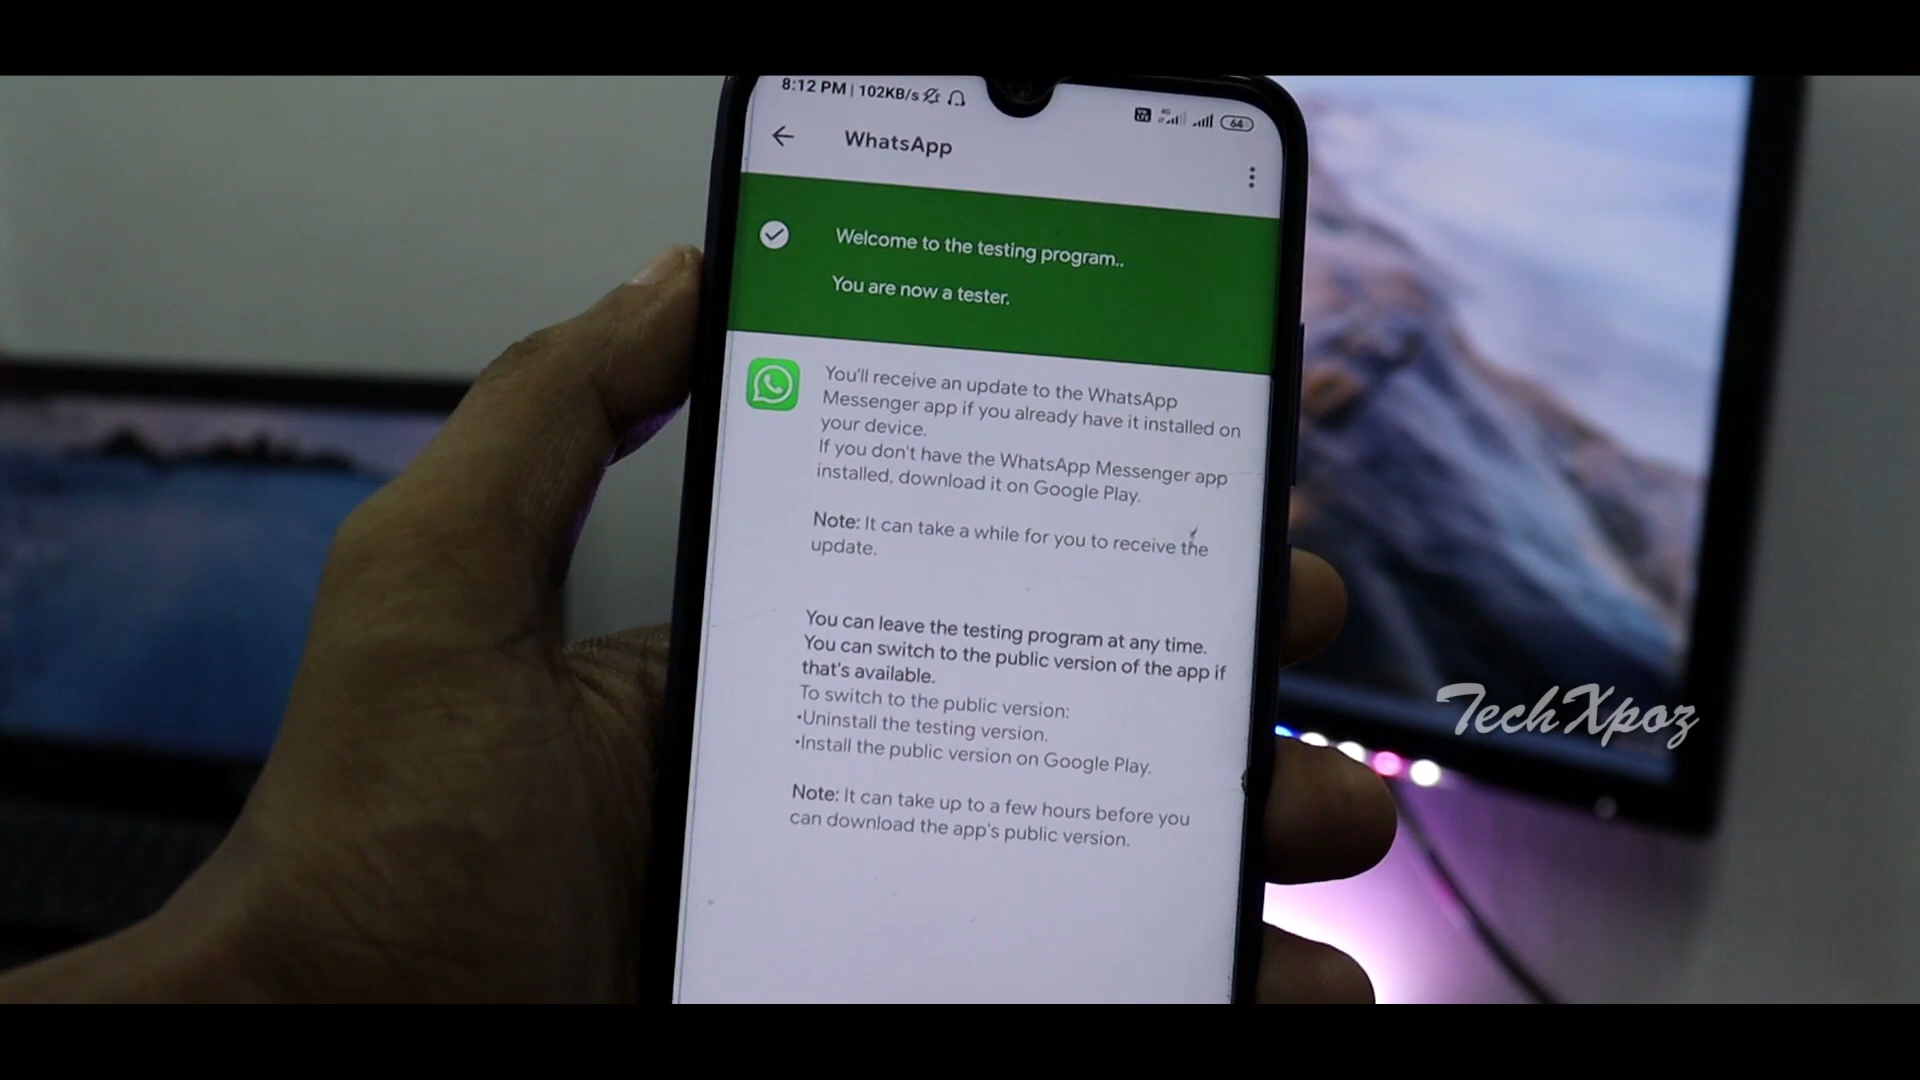 8:12 PM | 102KB/s
4G
64
WhatsApp
Welcome to the testing program..
You are now a tester.
You'll receive an update to the WhatsApp
Messenger app if you already have it installed on
your device.
If you don't have the WhatsApp Messenger app
installed, download it on Google Play.
Note: It can take a while for you to receive the
update.
You can leave the testing program at any time.
You can switch to the public version of the app if
that's available.
To switch to the public version:
•Uninstall the testing version.
•Install the public version on Google Play.
Note: It can take up to a few hours before you
can download the app's public version.
TechXpoz